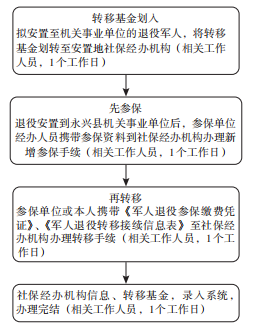 转移基金划入
拟安置至机关事业单位的退役军人，将转移
基金划转至安置地社保经办机构（相关工作
人员，1个工作日）
先参保
退役安置到永兴县机关事业单位后，参保单位
经办人员携带参保资料到社保经办机构办理新
增参保手续（相关工作人员，1个工作日）
再转移
参保单位或本人携带《军人退役参保缴费凭
证》、《军人退役转移接续信息表》至社保经
办机构办理转移手续（相关工作人员，1个工
作日）
社保经办机构信息、转移基金，录入系统，
办理完结（相关工作人员，1个工作日）